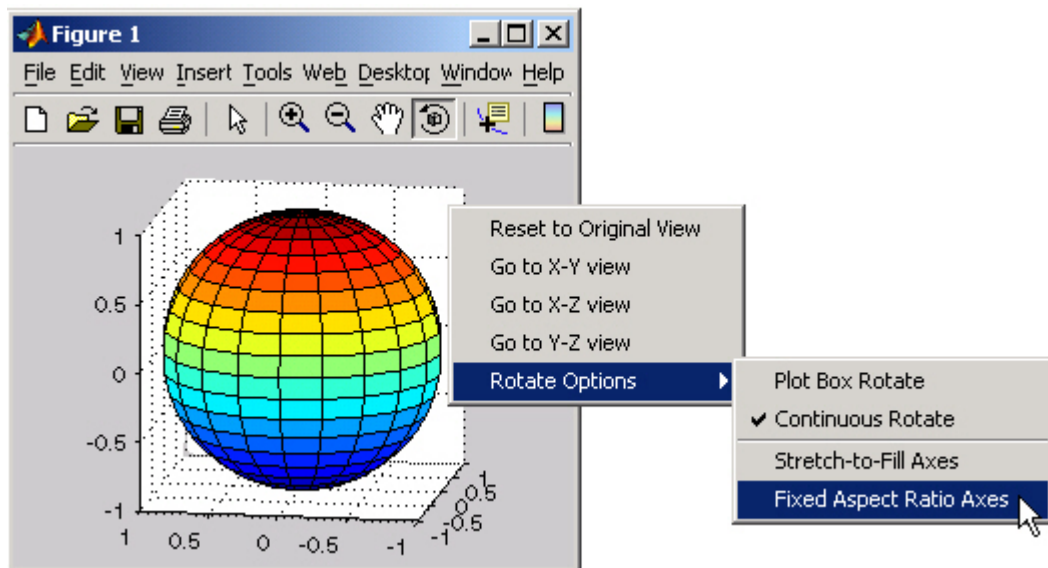 Figure 1
File Edit View Insert Tools Web Desktop Window Help
1
0.5
0
-0.5
-1
1 0.5 0 -0.5 -1
-1 -0.5 0 0.5 1
Reset to Original View
Go to X-Y view
Go to X-Z view
Go to Y-Z view
Rotate Options
Plot Box Rotate
Continuous Rotate
Stretch-to-Fill Axes
Fixed Aspect Ratio Axes